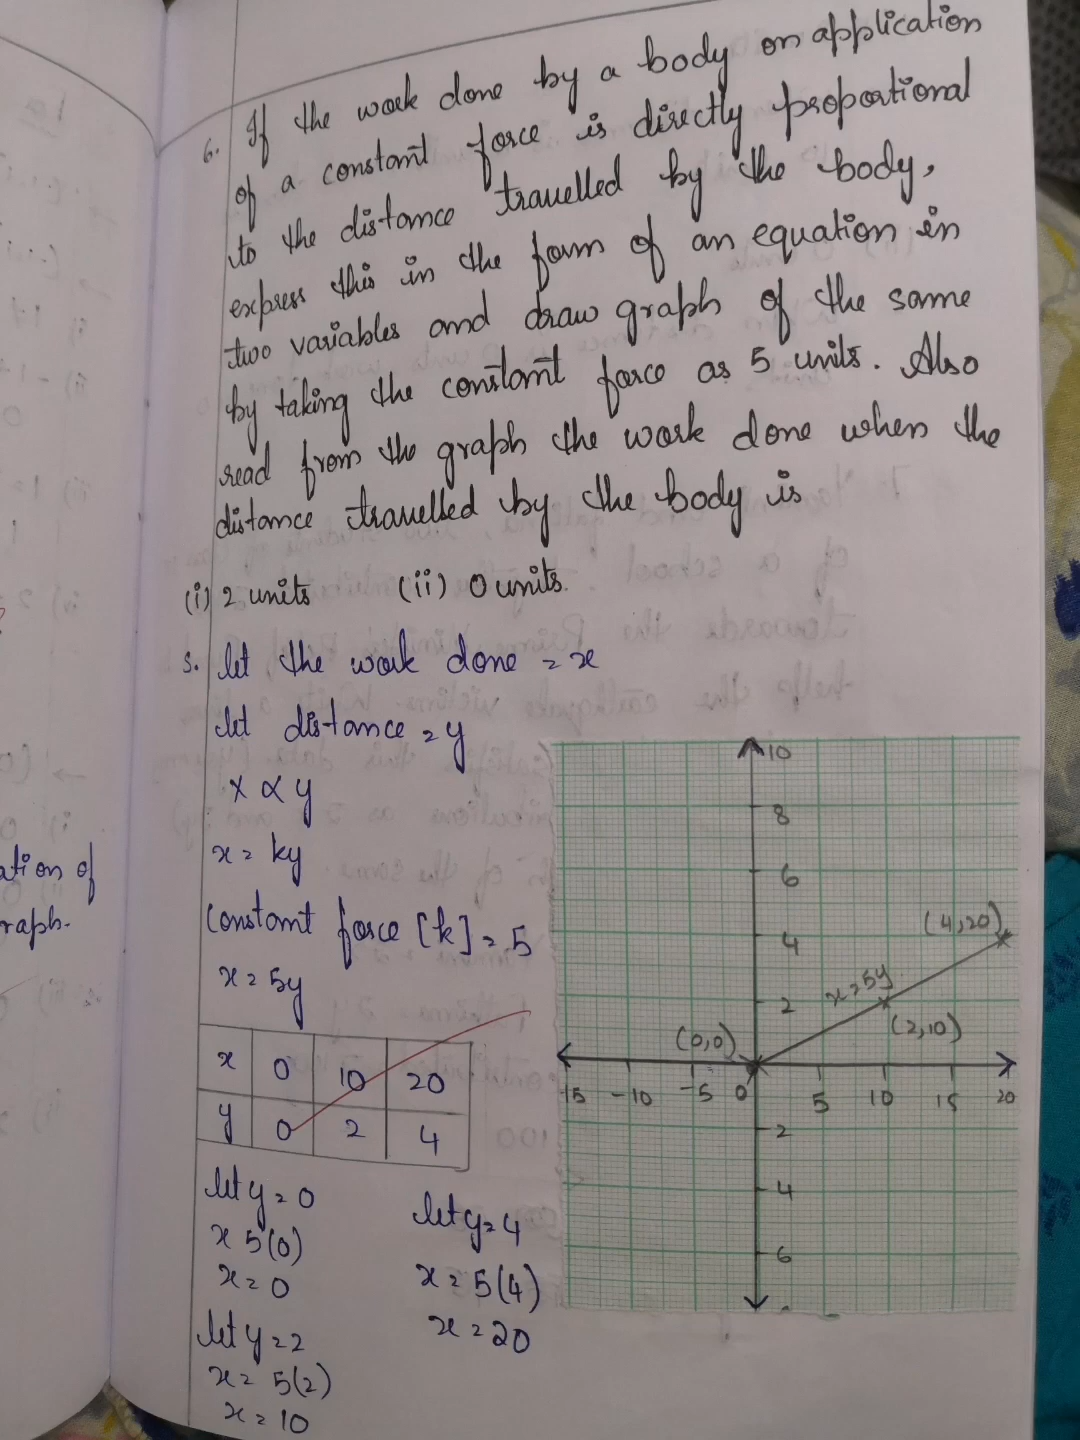 6. If the work done by a body on application
of a constant force is directly proportional
to the distance travelled by the body,
express this in the form of an equation in
two variables and draw graph of the same
by taking the constant force as 5 units. Also
read from the graph the work done when the
distance travelled by the body is
(i) 2 units (ii) 0 units.
S. let the work done = x
let distance = y
x ∝ y
x = ky
Constant force [k] = 5
x = 5y
x 0 10 20
y 0 2 4
let y = 0
x 5(0)
x = 0
let y = 2
x = 5(2)
x = 10
let y = 4
x = 5(4)
x = 20
10
8
6
4
2
(4,20)
x = 5y
(2,10)
(0,0)
-15 -10 -5 0 5 10 15 20
-2
-4
-6
ation of
raph.